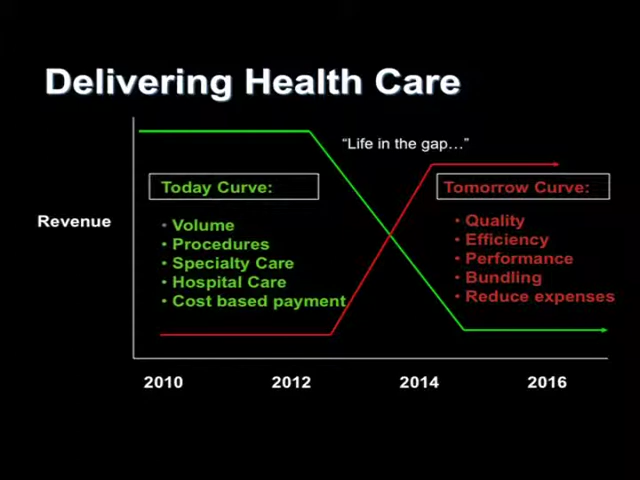 Delivering Health Care
“Life in the gap…”
Today Curve:
• Volume
• Procedures
• Specialty Care
• Hospital Care
• Cost based payment
Tomorrow Curve:
• Quality
• Efficiency
• Performance
• Bundling
• Reduce expenses
Revenue
2010 2012 2014 2016